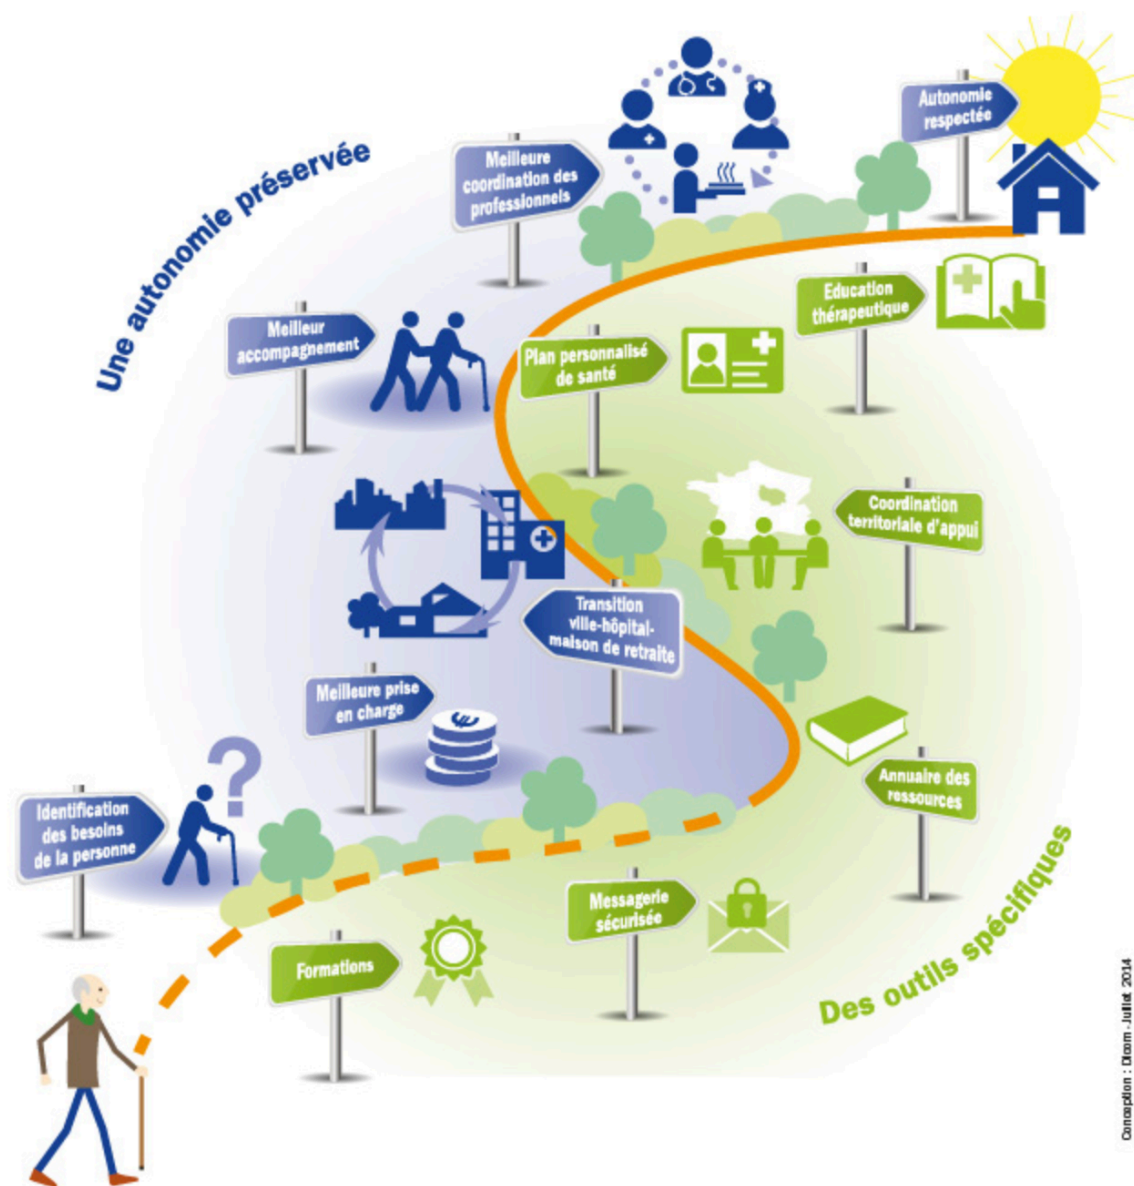 Autonomie
respectée
Meilleure
coordination des
professionnels
Une autonomie préservée
Education
thérapeutique
Meilleur
accompagnement
Plan personnalisé
de santé
Coordination
territoriale d'appui
Transition
ville-hôpital-
maison de retraite
Meilleure prise
en charge
Annuaire des
ressources
Identification
des besoins
de la personne
Messagerie
sécurisée
Formations
Des outils spécifiques
Conception : Dicom - Juillet 2014